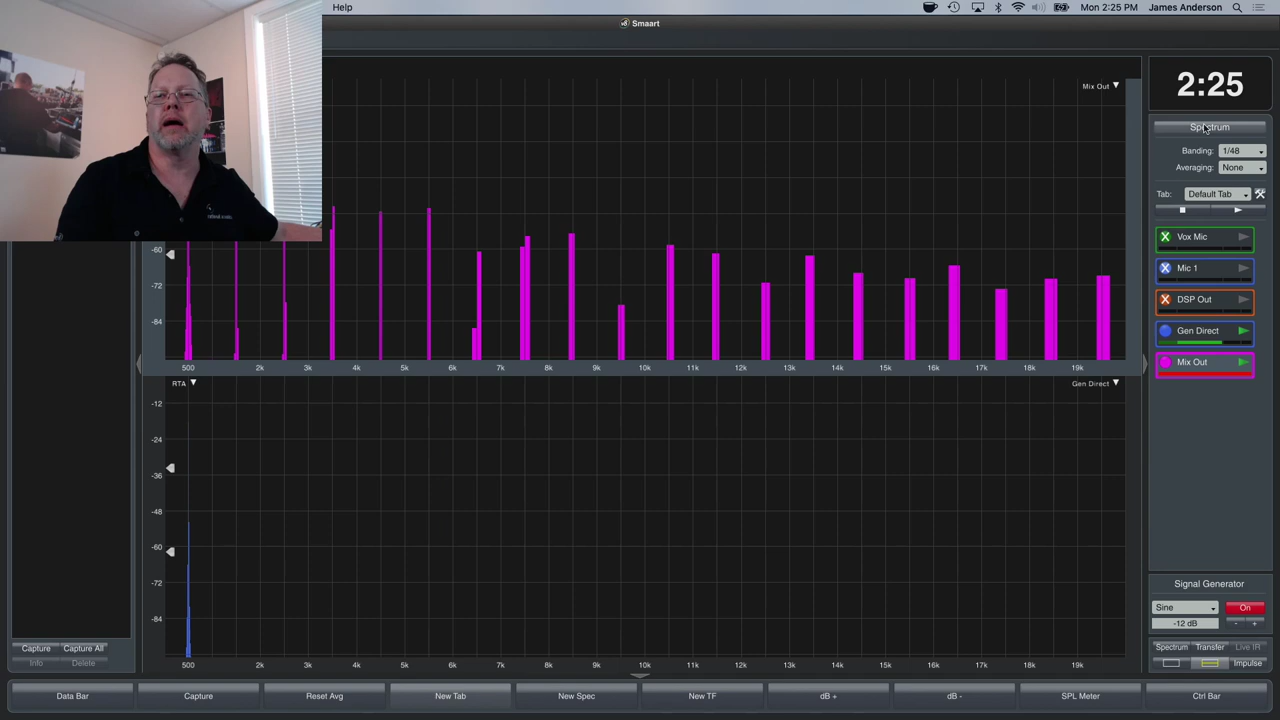 Help
Mon 2:25 PM James Anderson
Smaart
Mix Out
-60
-72
-84
500 2k 3k 4k 5k 6k 7k 8k 9k 10k 11k 12k 13k 14k 15k 16k 17k 18k 19k
RTA Gen Direct
-12
-24
-36
-48
-60
-72
-84
500 2k 3k 4k 5k 6k 7k 8k 9k 10k 11k 12k 13k 14k 15k 16k 17k 18k 19k
2:25
Spectrum
Banding: 1/48
Averaging: None
Tab: Default Tab
Vox Mic
Mic 1
DSP Out
Gen Direct
Mix Out
Signal Generator
Sine On
-12 dB - +
Spectrum Transfer Live IR
Impulse
Capture Capture All
Info Delete
Data Bar Capture Reset Avg New Tab New Spec New TF dB + dB - SPL Meter Ctrl Bar